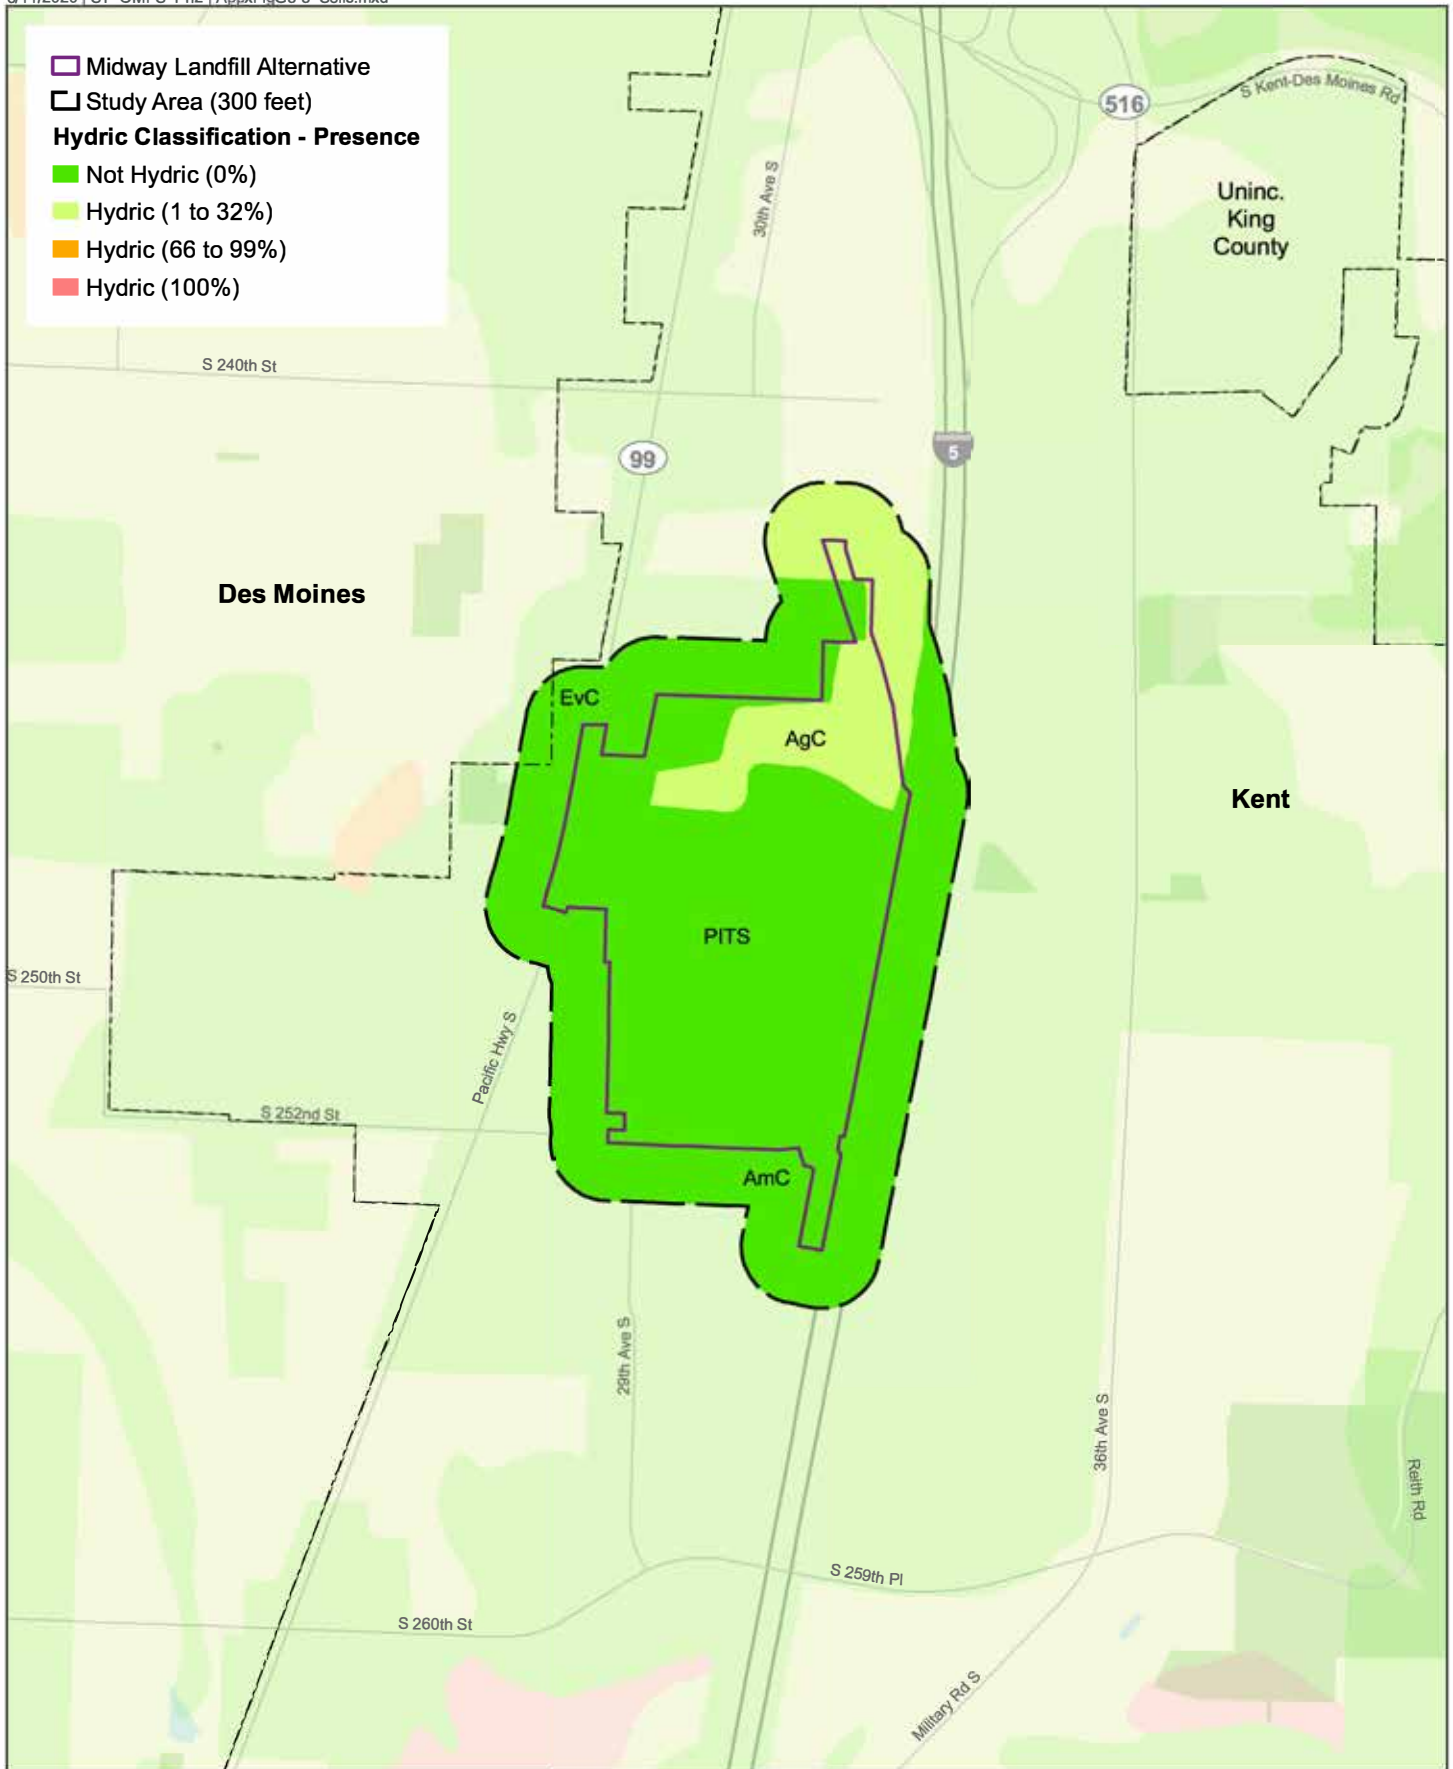 Midway Landfill Alternative
Study Area (300 feet)
Hydric Classification - Presence
Not Hydric (0%)
Hydric (1 to 32%)
Hydric (66 to 99%)
Hydric (100%)
516
S Kent-Des Moines Rd
30th Ave S
Uninc.
King
County
S 240th St
99
5
Des Moines
EvC
AgC
Kent
PITS
S 250th St
Pacific Hwy S
S 252nd St
AmC
29th Ave S
36th Ave S
Reith Rd
S 259th Pl
S 260th St
Military Rd S